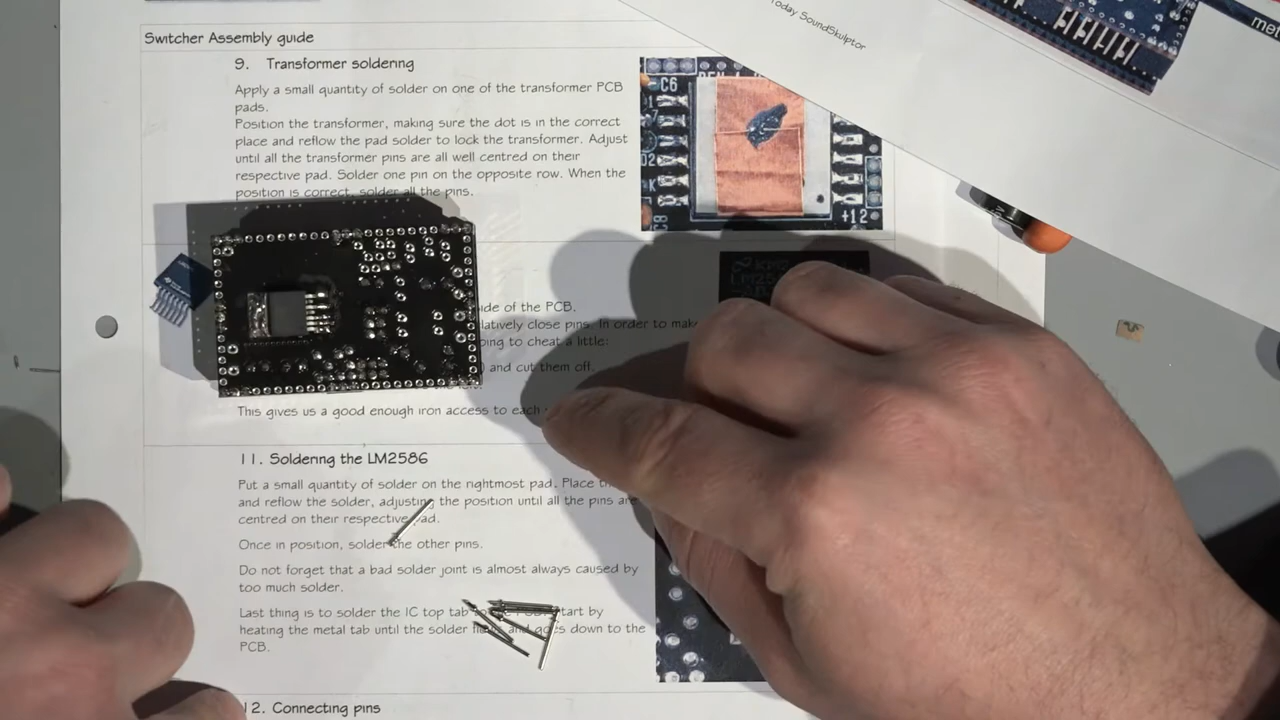 Switcher Assembly guide
9. Transformer soldering
Apply a small quantity of solder on one of the transformer PCB
pads.
Position the transformer, making sure the dot is in the correct
place and reflow the pad solder to lock the transformer. Adjust
until all the transformer pins are all well centred on their
respective pad. Solder one pin on the opposite row. When the
position is correct, solder all the pins.
C6
+12
today SoundSkulptor
met
of the PCB.
close pins. In order to make
to cheat a little:
and cut them off.
This gives us a good enough iron access to each
11. Soldering the LM2586
Put a small quantity of solder on the rightmost pad. Place
and reflow the solder, adjusting the position until all the pins are
centred on their respective pad.
Once in position, solder the other pins.
Do not forget that a bad solder joint is almost always caused by
too much solder.
Last thing is to solder the IC top tab start by
heating the metal tab until the solder and goes down to the
PCB.
12. Connecting pins